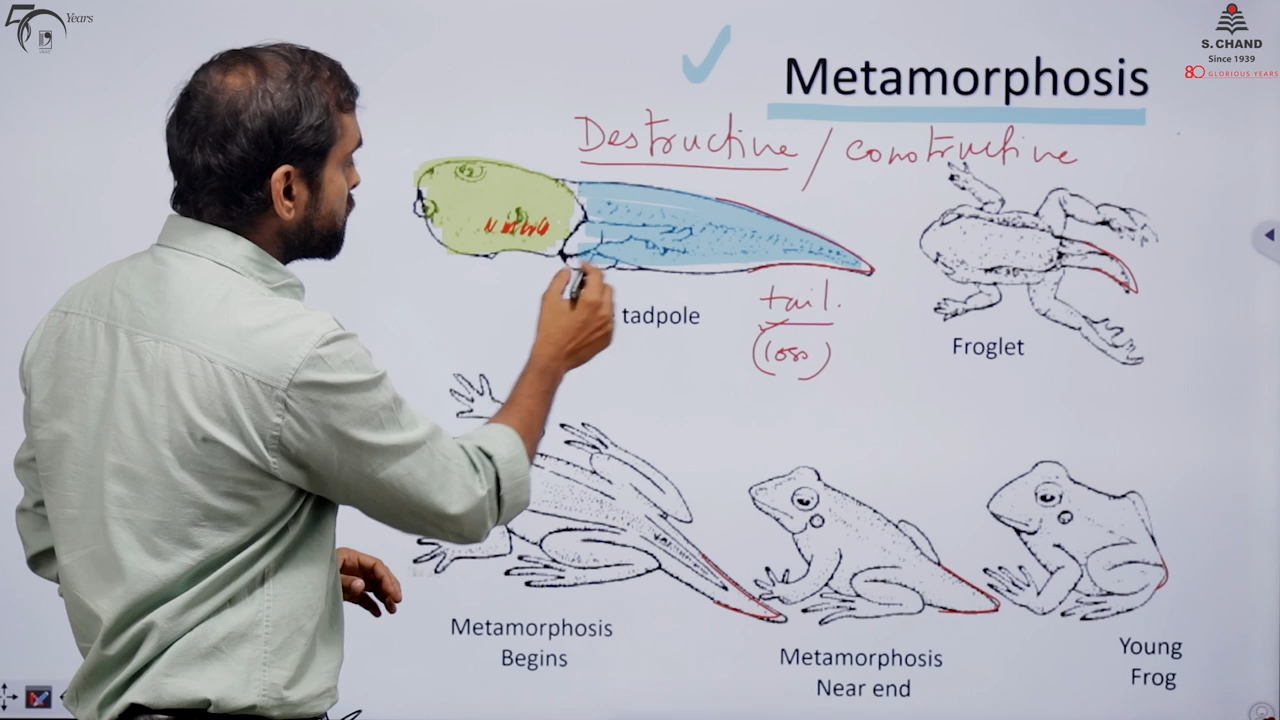 50 Years
S. CHAND
Since 1939
80 GLORIOUS YEARS
Metamorphosis
Destructive / constructive
tadpole
tail.
(loss)
Froglet
Metamorphosis
Begins
Metamorphosis
Near end
Young
Frog